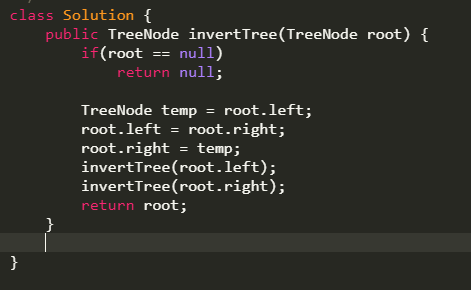 class Solution {
    public TreeNode invertTree(TreeNode root) {
        if(root == null)
            return null;
        TreeNode temp = root.left;
        root.left = root.right;
        root.right = temp;
        invertTree(root.left);
        invertTree(root.right);
        return root;
    }
}